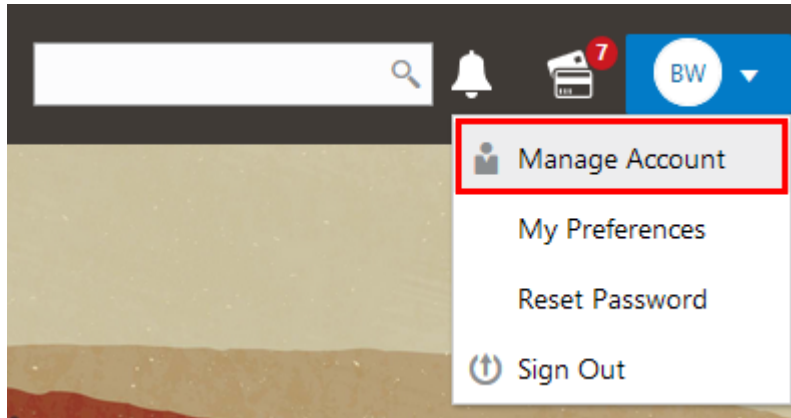 7
BW
Manage Account
My Preferences
Reset Password
Sign Out